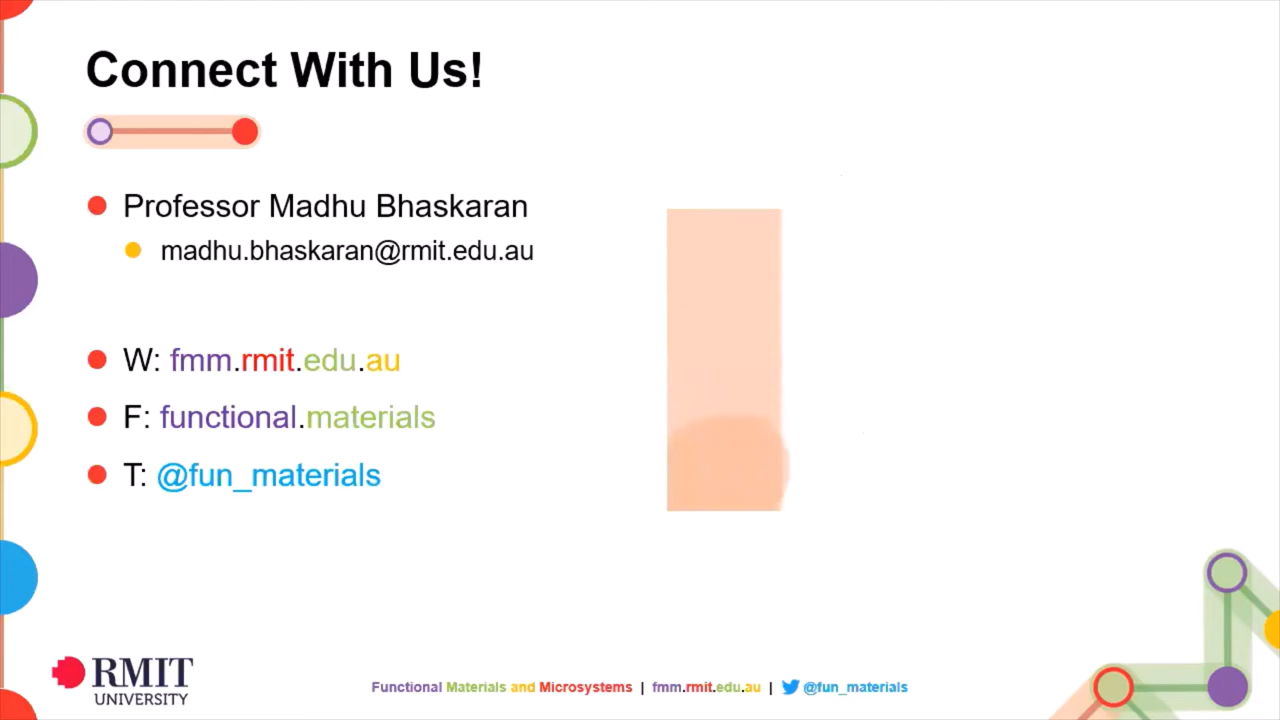 Connect With Us!
Professor Madhu Bhaskaran
madhu.bhaskaran@rmit.edu.au
W: fmm.rmit.edu.au
F: functional.materials
T: @fun_materials
RMIT
UNIVERSITY
Functional Materials and Microsystems | fmm.rmit.edu.au | @fun_materials